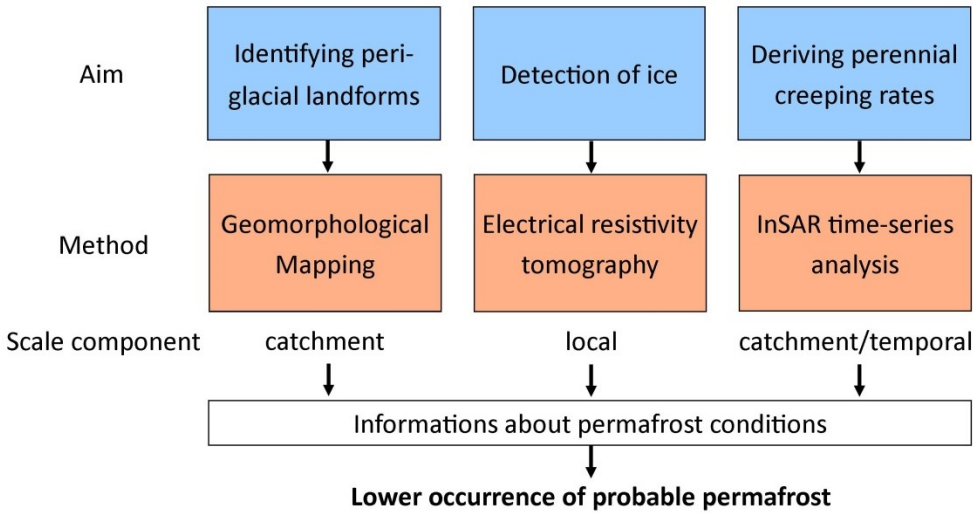 Aim
Identifying peri-
glacial landforms
Detection of ice
Deriving perennial
creeping rates
Method
Geomorphological
Mapping
Electrical resistivity
tomography
InSAR time-series
analysis
Scale component
catchment
local
catchment/temporal
Informations about permafrost conditions
Lower occurrence of probable permafrost